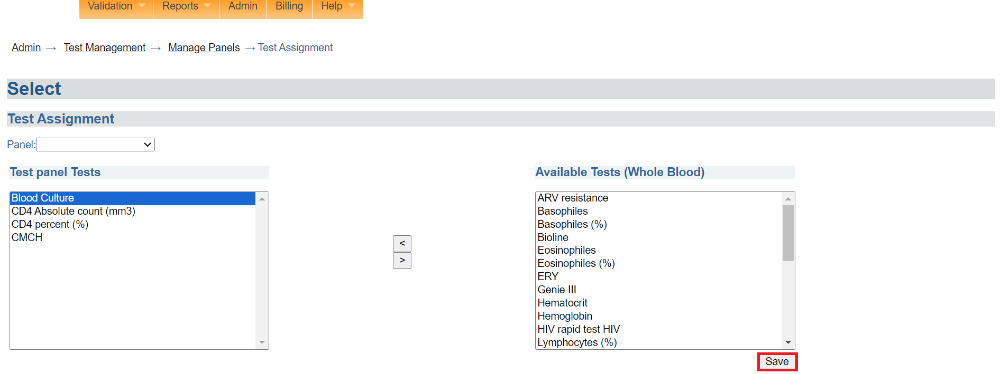 Validation Reports Admin Billing Help
Admin → Test Management → Manage Panels → Test Assignment
Select
Test Assignment
Panel:
Test panel Tests
Blood Culture
CD4 Absolute count (mm3)
CD4 percent (%)
CMCH
<
>
Available Tests (Whole Blood)
ARV resistance
Basophiles
Basophiles (%)
Bioline
Eosinophiles
Eosinophiles (%)
ERY
Genie III
Hematocrit
Hemoglobin
HIV rapid test HIV
Lymphocytes (%)
Save